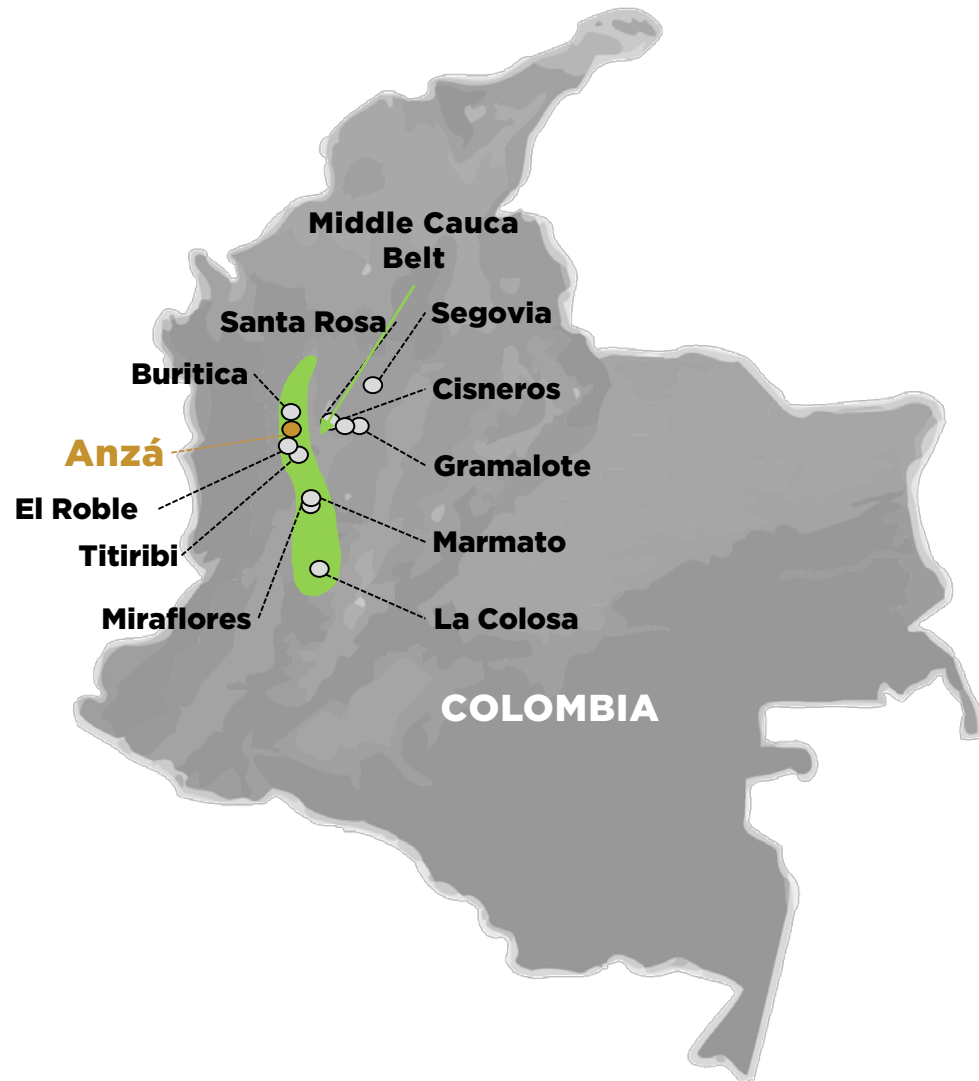 Middle Cauca
Belt
Santa Rosa
Segovia
Buritica
Cisneros
Anzá
Gramalote
El Roble
Titiribi
Marmato
Miraflores
La Colosa
COLOMBIA